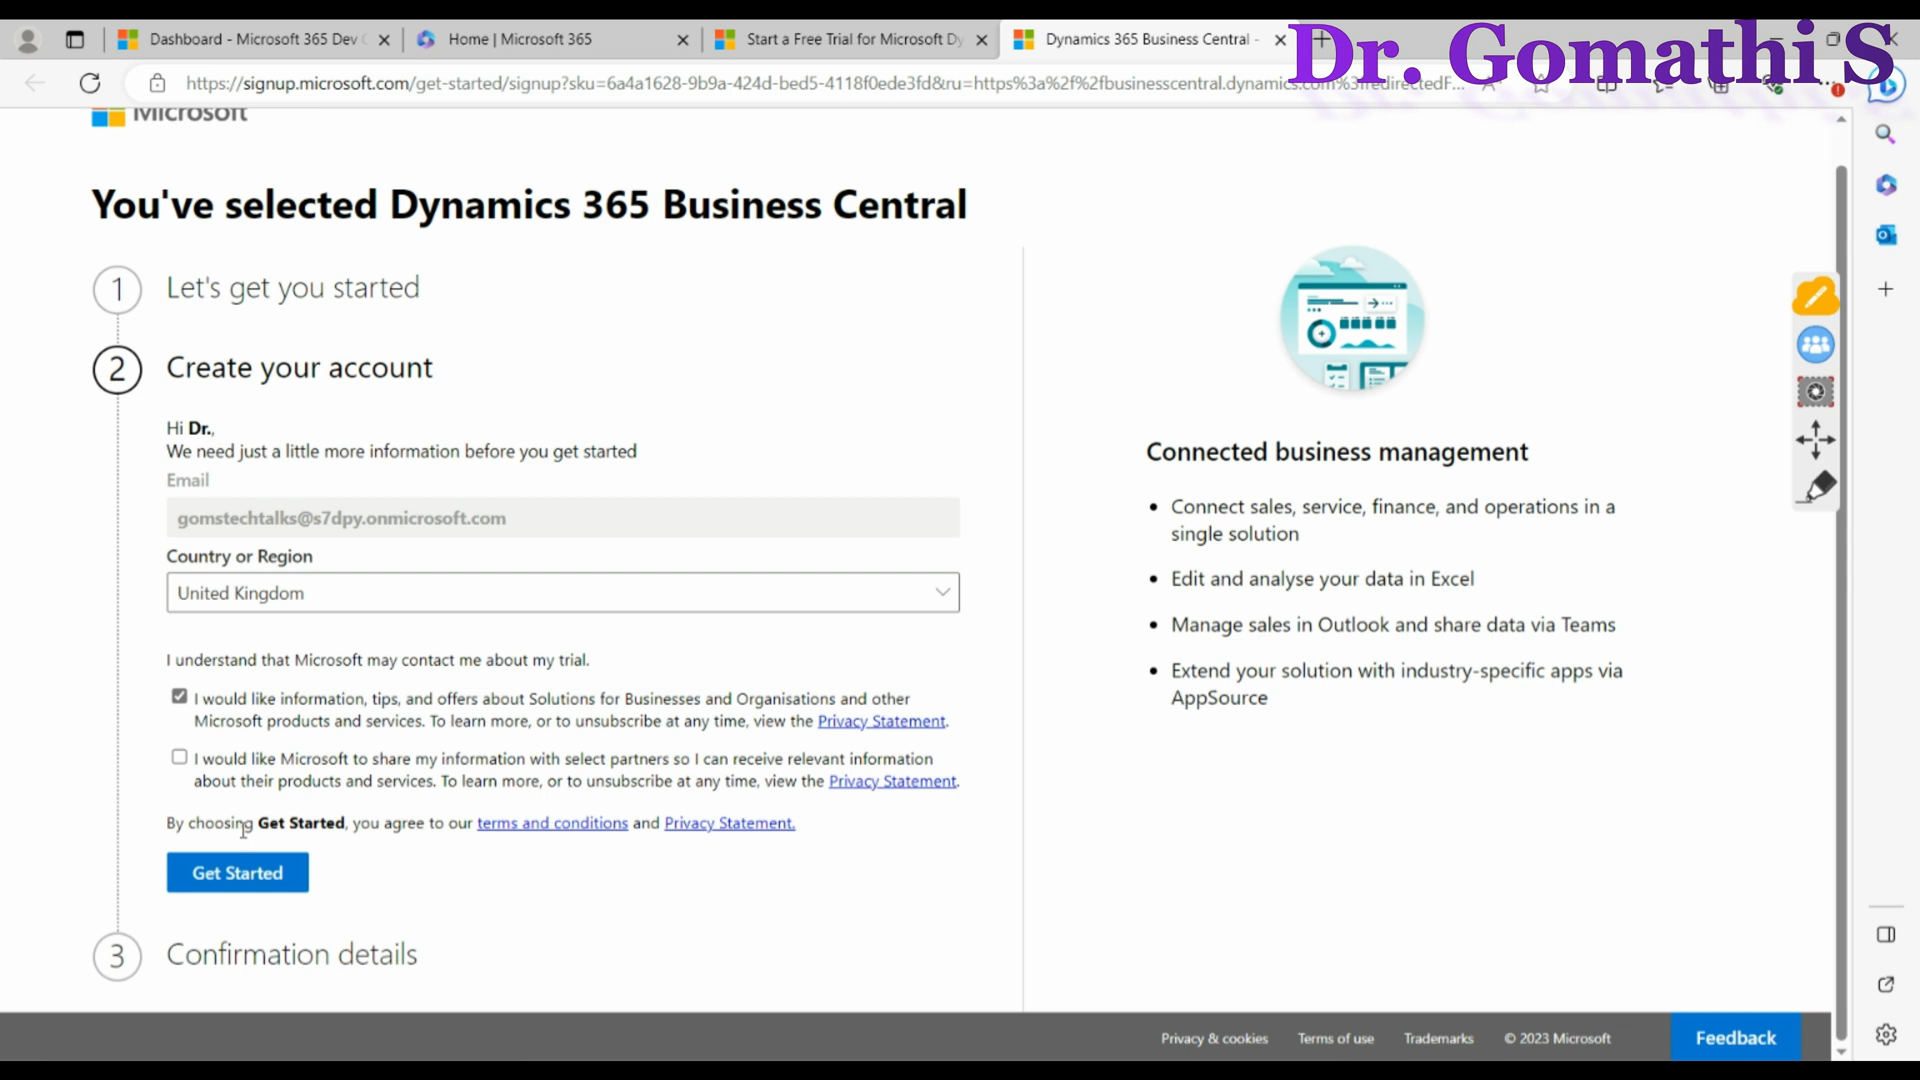 Dashboard - Microsoft 365 Dev C
Home | Microsoft 365
Start a Free Trial for Microsoft Dy
Dynamics 365 Business Central -
Dr. Gomathi S
https://signup.microsoft.com/get-started/signup?sku=6a4a1628-9b9a-424d-bed5-4118f0ede3fd&ru=https%3a%2f%2fbusinesscentral.dynamics.com%3fredirectedF...
Microsoft
You've selected Dynamics 365 Business Central
1 Let's get you started
2 Create your account
Hi Dr.,
We need just a little more information before you get started
Email
gomstechtalks@s7dpy.onmicrosoft.com
Country or Region
United Kingdom
I understand that Microsoft may contact me about my trial.
I would like information, tips, and offers about Solutions for Businesses and Organisations and other
Microsoft products and services. To learn more, or to unsubscribe at any time, view the Privacy Statement.
I would like Microsoft to share my information with select partners so I can receive relevant information
about their products and services. To learn more, or to unsubscribe at any time, view the Privacy Statement.
By choosing Get Started, you agree to our terms and conditions and Privacy Statement.
Get Started
3 Confirmation details
Connected business management
• Connect sales, service, finance, and operations in a
single solution
• Edit and analyse your data in Excel
• Manage sales in Outlook and share data via Teams
• Extend your solution with industry-specific apps via
AppSource
Privacy & cookies
Terms of use
Trademarks
© 2023 Microsoft
Feedback